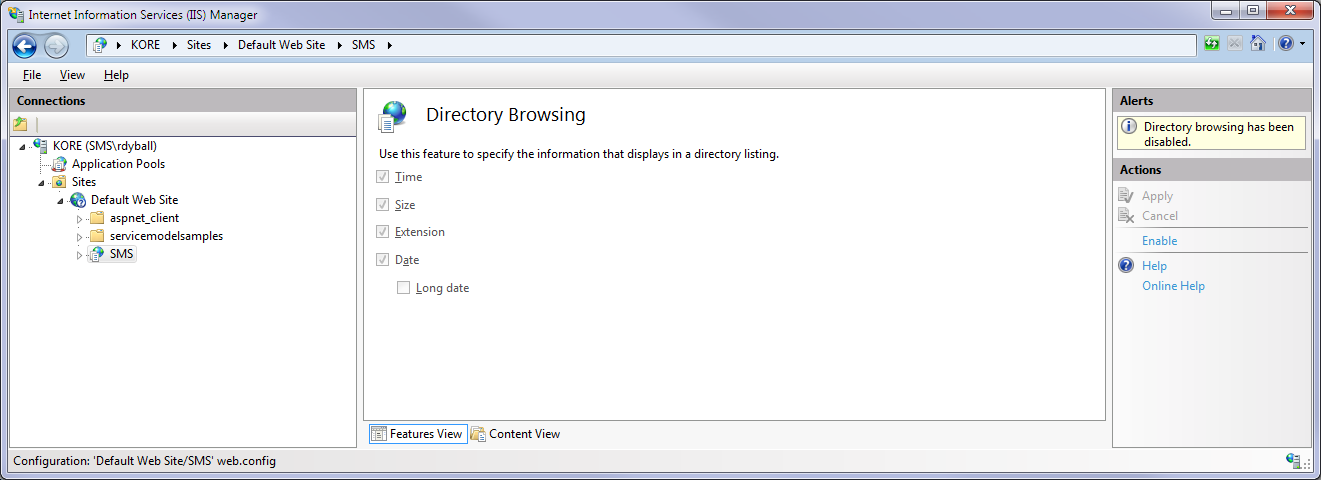 Internet Information Services (IIS) Manager
KORE Sites Default Web Site SMS
File View Help
Connections
KORE (SMS\rdyball)
Application Pools
Sites
Default Web Site
aspnet_client
servicemodelsamples
SMS
Directory Browsing
Use this feature to specify the information that displays in a directory listing.
Time
Size
Extension
Date
Long date
Features View Content View
Alerts
Directory browsing has been
disabled.
Actions
Apply
Cancel
Enable
Help
Online Help
Configuration: 'Default Web Site/SMS' web.config